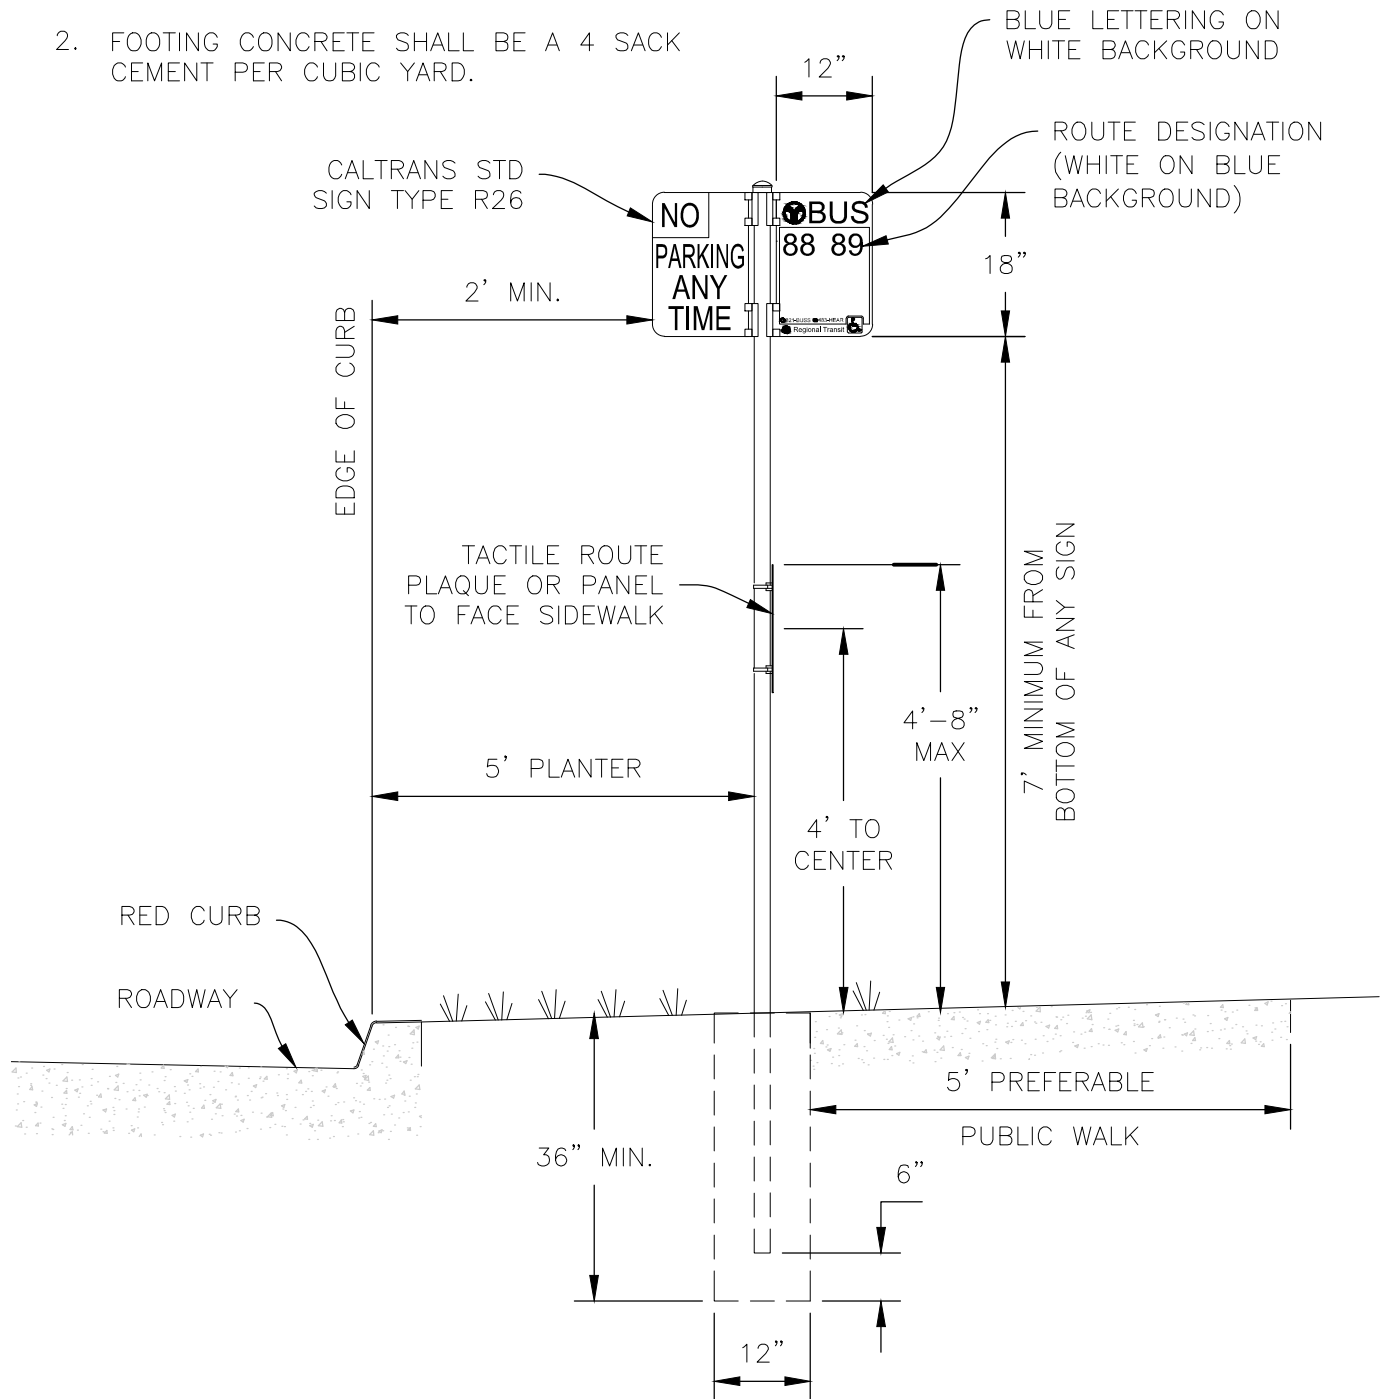 2. FOOTING CONCRETE SHALL BE A 4 SACK
CEMENT PER CUBIC YARD.
BLUE LETTERING ON
WHITE BACKGROUND
12”
ROUTE DESIGNATION
(WHITE ON BLUE
BACKGROUND)
CALTRANS STD
SIGN TYPE R26
NO
PARKING
ANY
TIME
BUS
88 89
Regional Transit
18”
2’ MIN.
EDGE OF CURB
TACTILE ROUTE
PLAQUE OR PANEL
TO FACE SIDEWALK
7’ MINIMUM FROM
BOTTOM OF ANY SIGN
4’–8”
MAX
5’ PLANTER
4’ TO
CENTER
RED CURB
ROADWAY
5’ PREFERABLE
PUBLIC WALK
36” MIN.
6”
12”